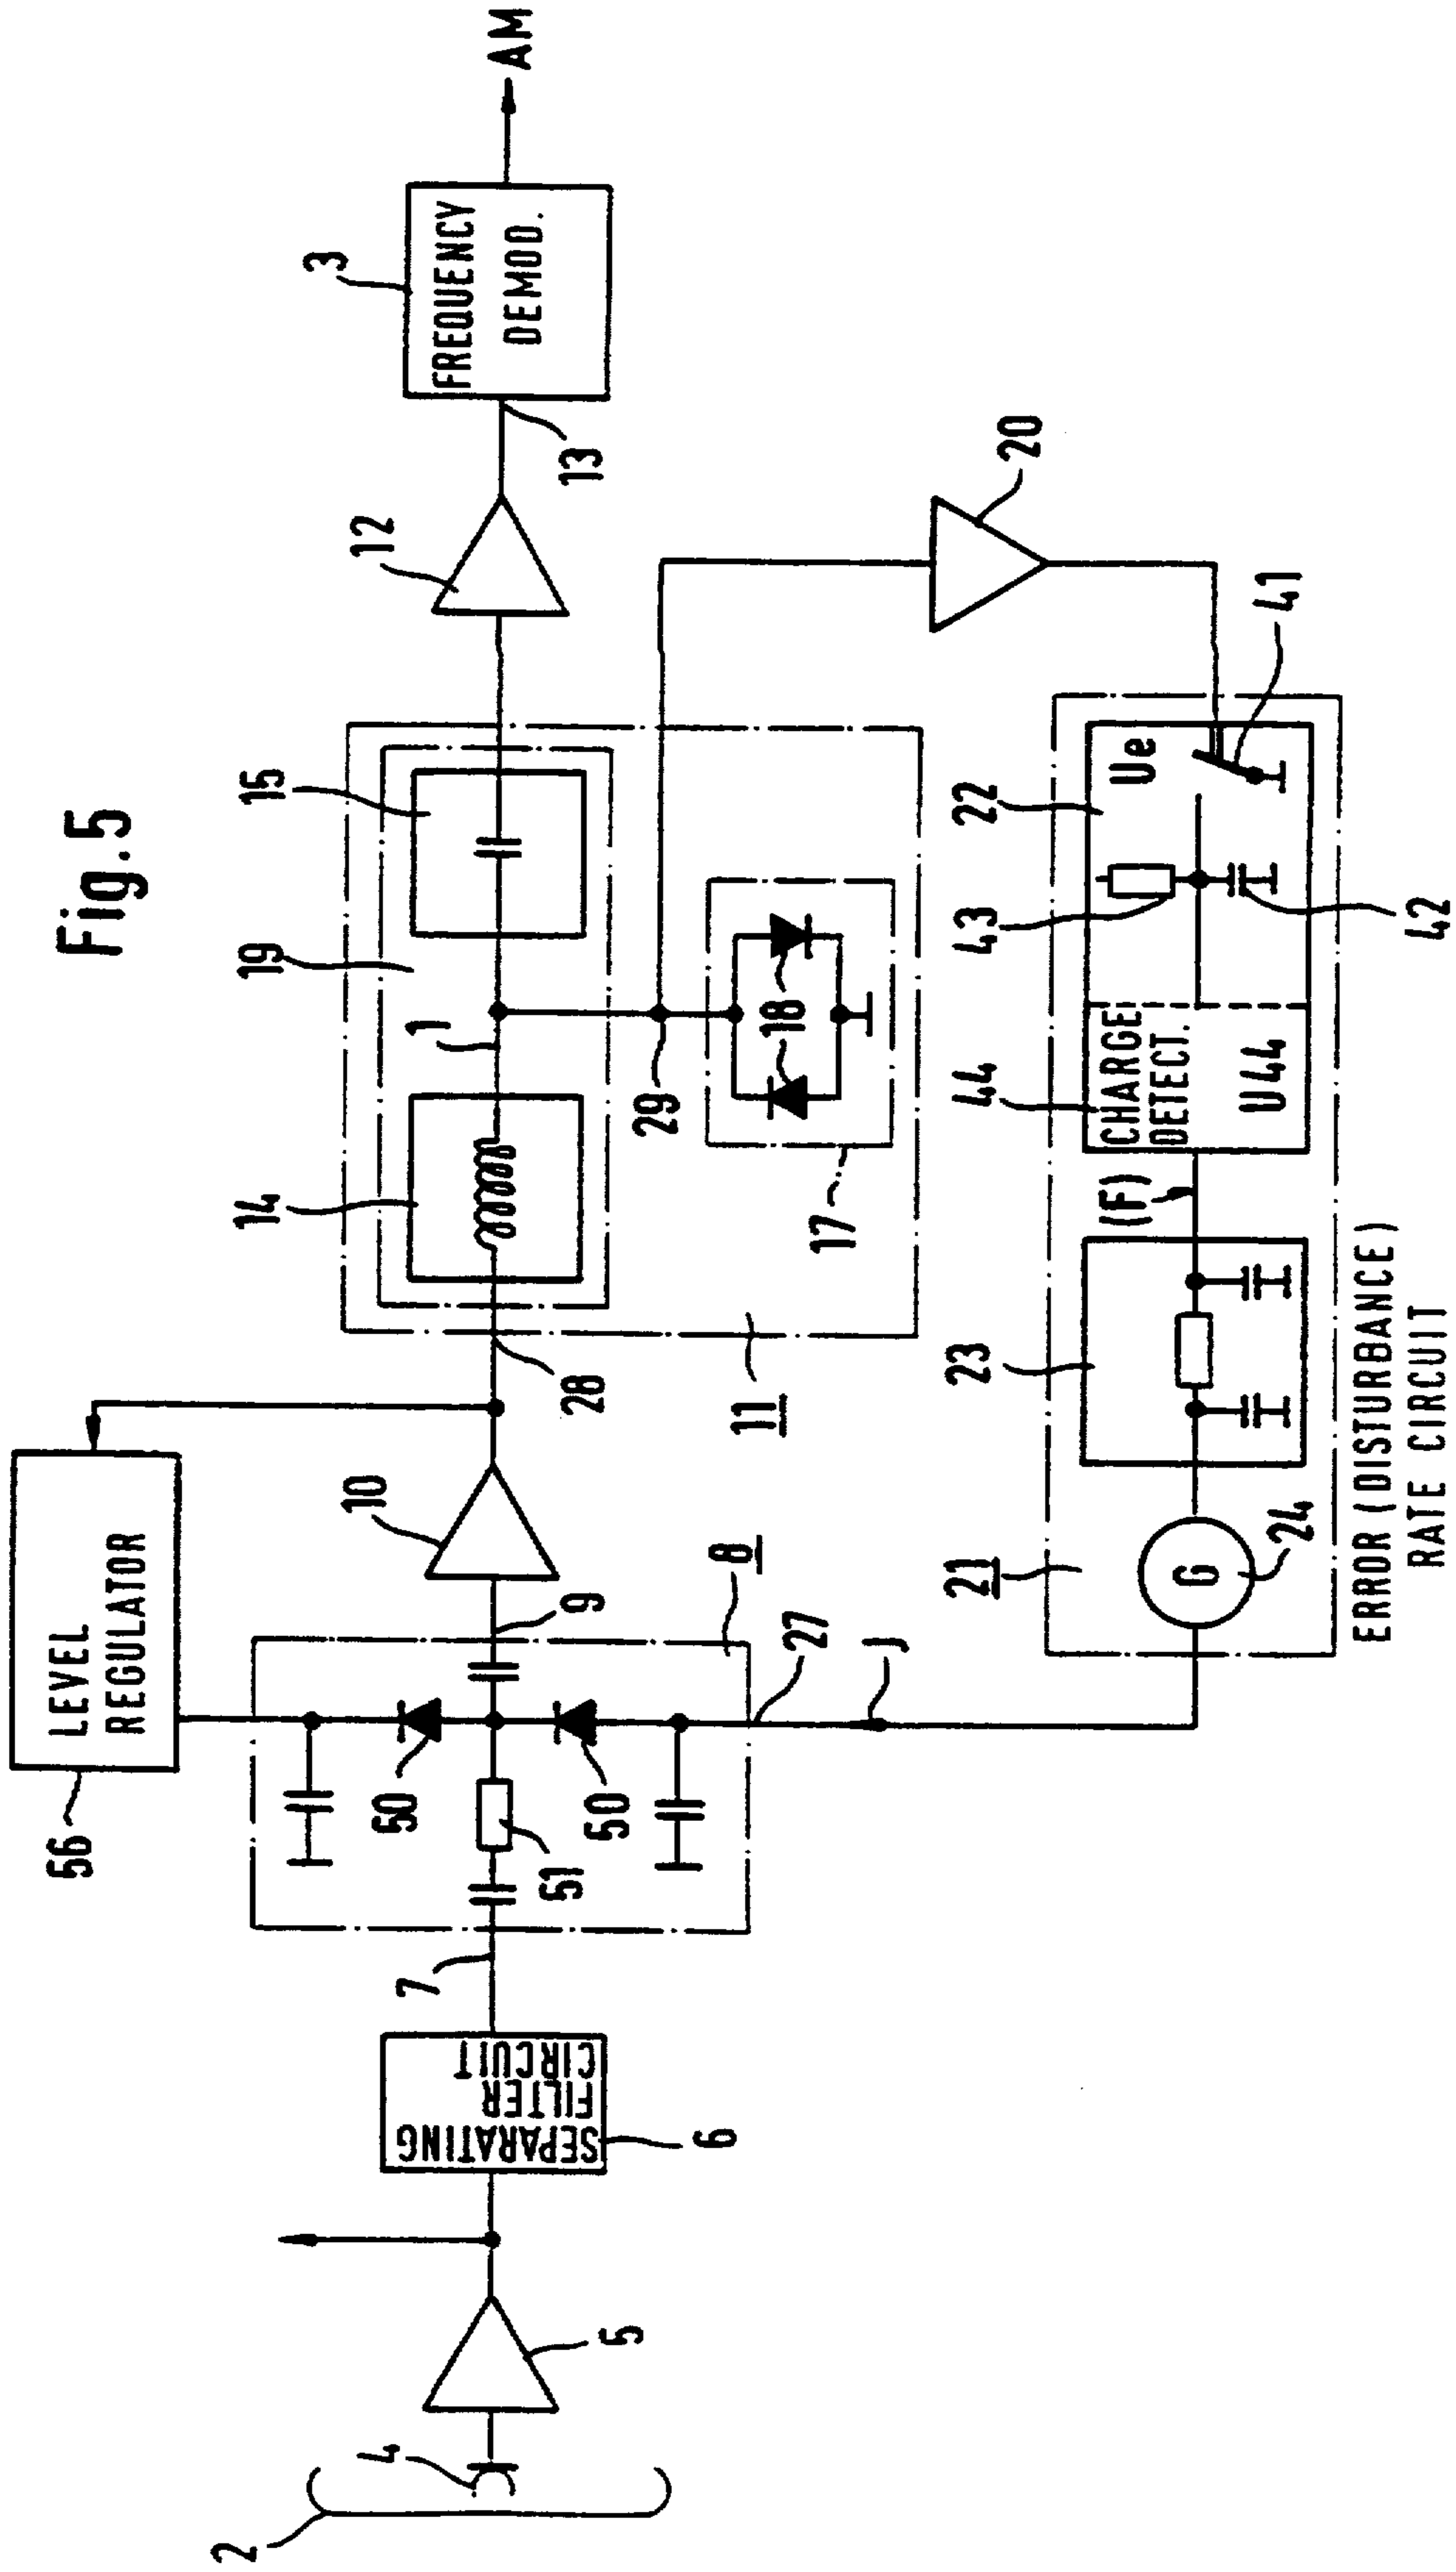 Fig.5
56
LEVEL
REGULATOR
2
4
5
SEPARATING
FILTER
CIRCUIT
6
7
50
51
50
8
9
10
28
27
J
11
14
1
19
15
29
18
17
12
13
3
FREQUENCY
DEMOD.
AM
20
21
G
24
23
(F)
44
CHARGE
DETECT.
U44
43
22
Ue
42
41
ERROR (DISTURBANCE)
RATE CIRCUIT